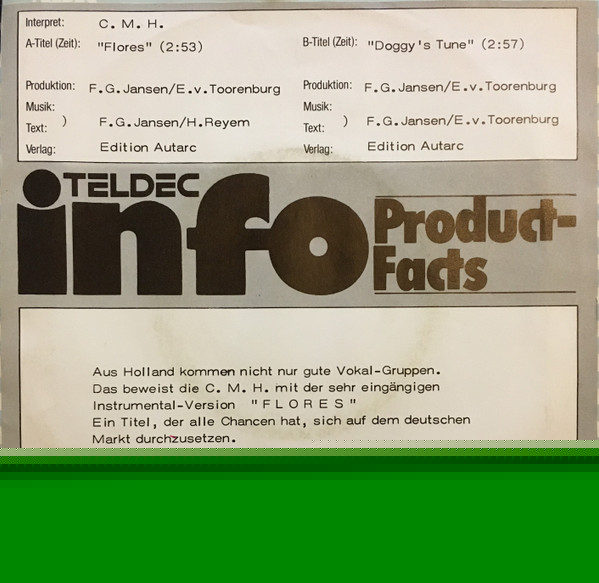 Interpret: C. M. H.
A-Titel (Zeit): "Flores" (2:53)
B-Titel (Zeit): "Doggy's Tune" (2:57)
Produktion: F.G.Jansen/E.v.Toorenburg
Produktion: F.G.Jansen/E.v.Toorenburg
Musik:
Musik:
Text: ) F.G.Jansen/H.Reyem
Text: ) F.G.Jansen/E.v.Toorenburg
Verlag: Edition Autarc
Verlag: Edition Autarc
TELDEC
info
Product-
Facts
Aus Holland kommen nicht nur gute Vokal-Gruppen.
Das beweist die C. M. H. mit der sehr eingängigen
Instrumental-Version "F L O R E S"
Ein Titel, der alle Chancen hat, sich auf dem deutschen
Markt durchzusetzen.